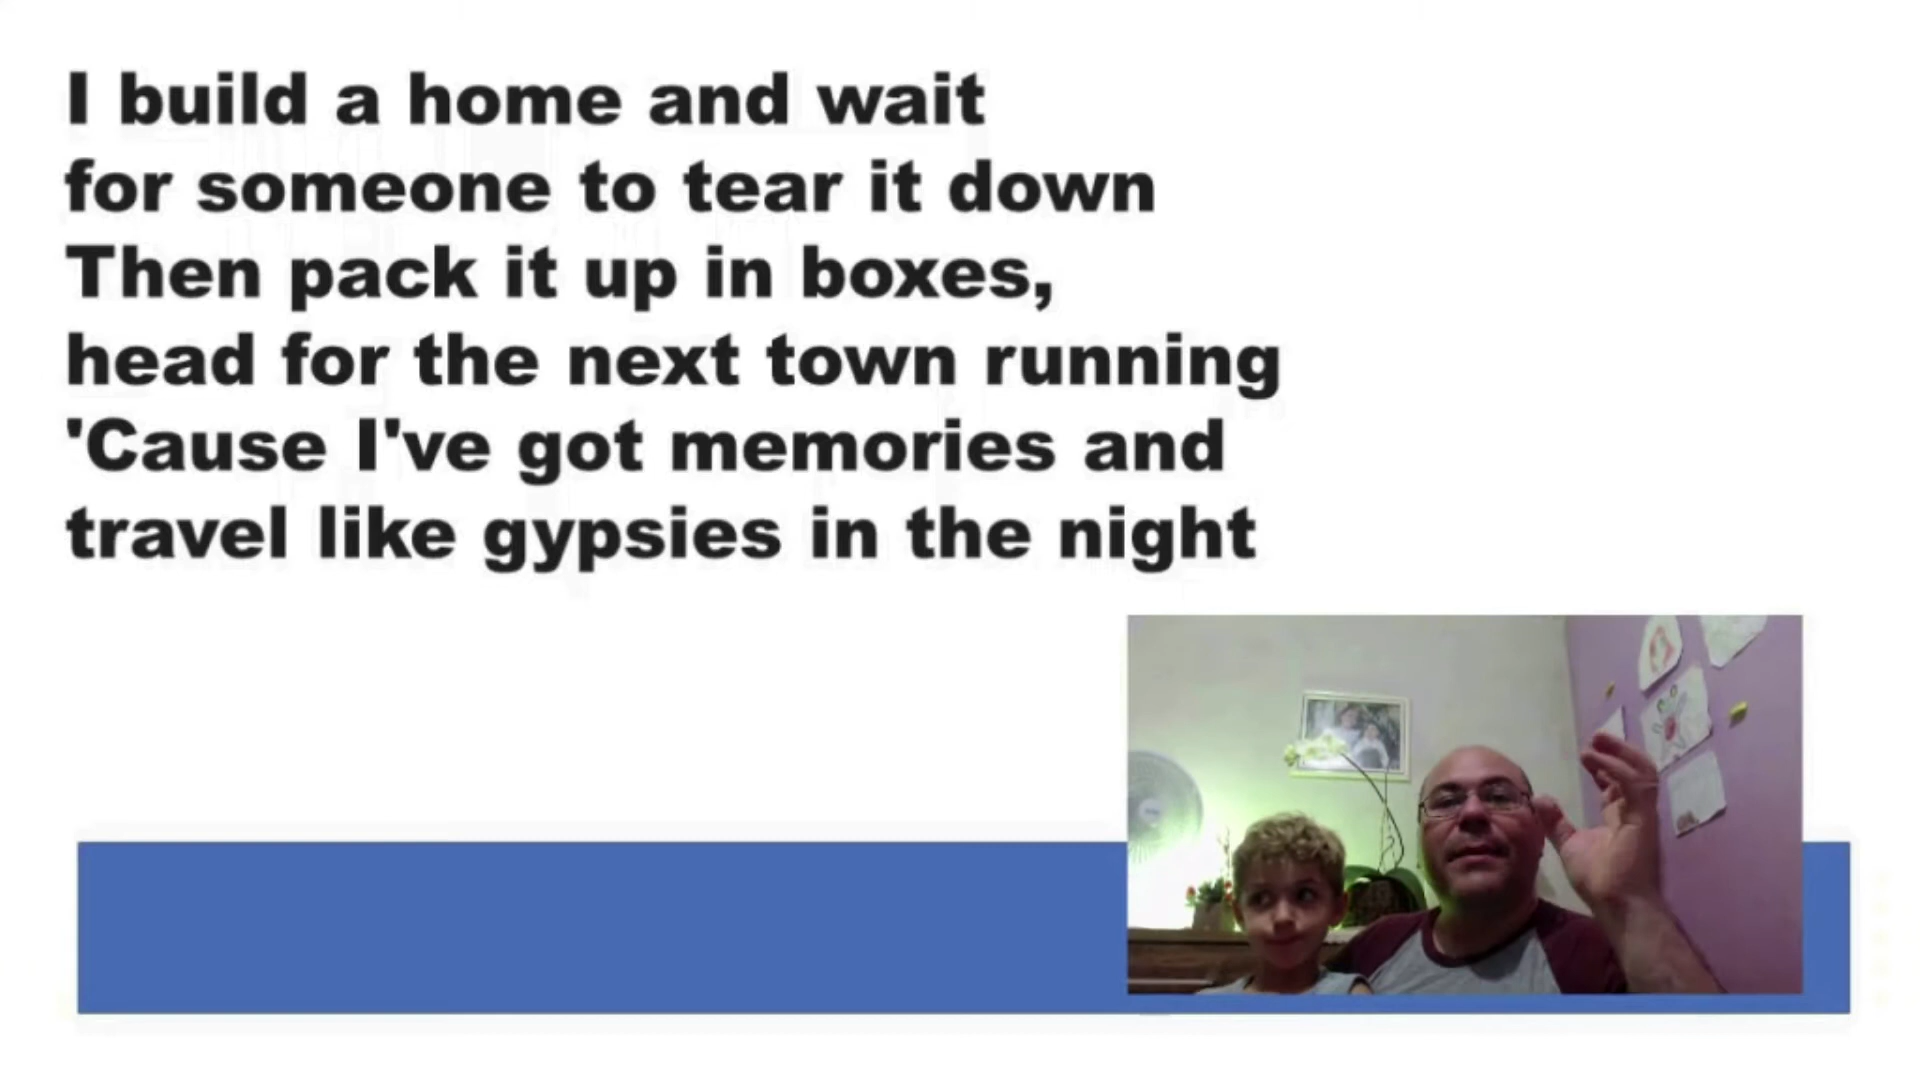 I build a home and wait
for someone to tear it down
Then pack it up in boxes,
head for the next town running
'Cause I've got memories and
travel like gypsies in the night